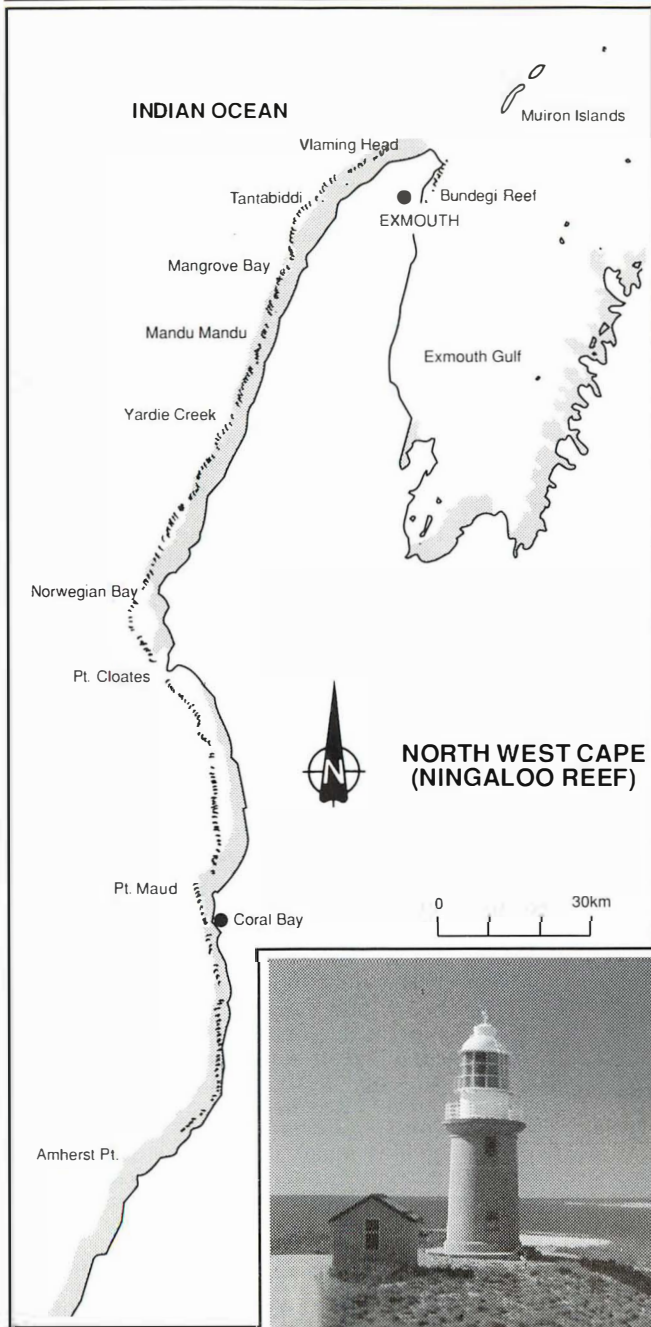 Muiron Islands
INDIAN OCEAN
Vlaming Head
Tantabiddi
Bundegi Reef
EXMOUTH
Mangrove Bay
Mandu Mandu
Exmouth Gulf
Yardie Creek
Norwegian Bay
Pt. Cloates
N
NORTH WEST CAPE
(NINGALOO REEF)
Pt. Maud
0 30km
Coral Bay
Amherst Pt.